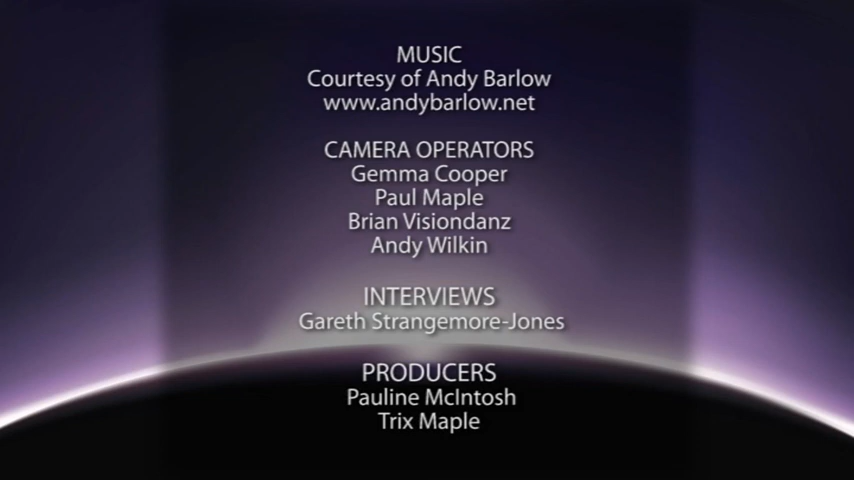 MUSIC
Courtesy of Andy Barlow
www.andybarlow.net
CAMERA OPERATORS
Gemma Cooper
Paul Maple
Brian Visiondanz
Andy Wilkin
INTERVIEWS
Gareth Strangemore-Jones
PRODUCERS
Pauline McIntosh
Trix Maple